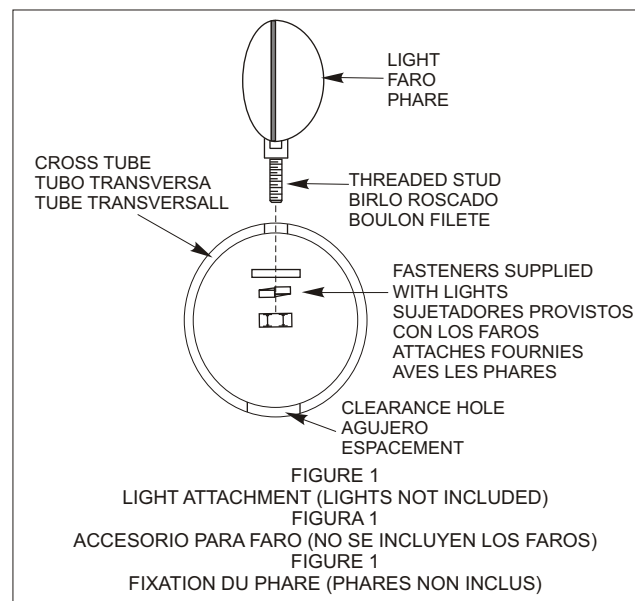 LIGHT
FARO
PHARE
CROSS TUBE
TUBO TRANSVERSA
TUBE TRANSVERSALL
THREADED STUD
BIRLO ROSCADO
BOULON FILETE
FASTENERS SUPPLIED
WITH LIGHTS
SUJETADORES PROVISTOS
CON LOS FAROS
ATTACHES FOURNIES
AVES LES PHARES
CLEARANCE HOLE
AGUJERO
ESPACEMENT
FIGURE 1
LIGHT ATTACHMENT (LIGHTS NOT INCLUDED)
FIGURA 1
ACCESORIO PARA FARO (NO SE INCLUYEN LOS FAROS)
FIGURE 1
FIXATION DU PHARE (PHARES NON INCLUS)